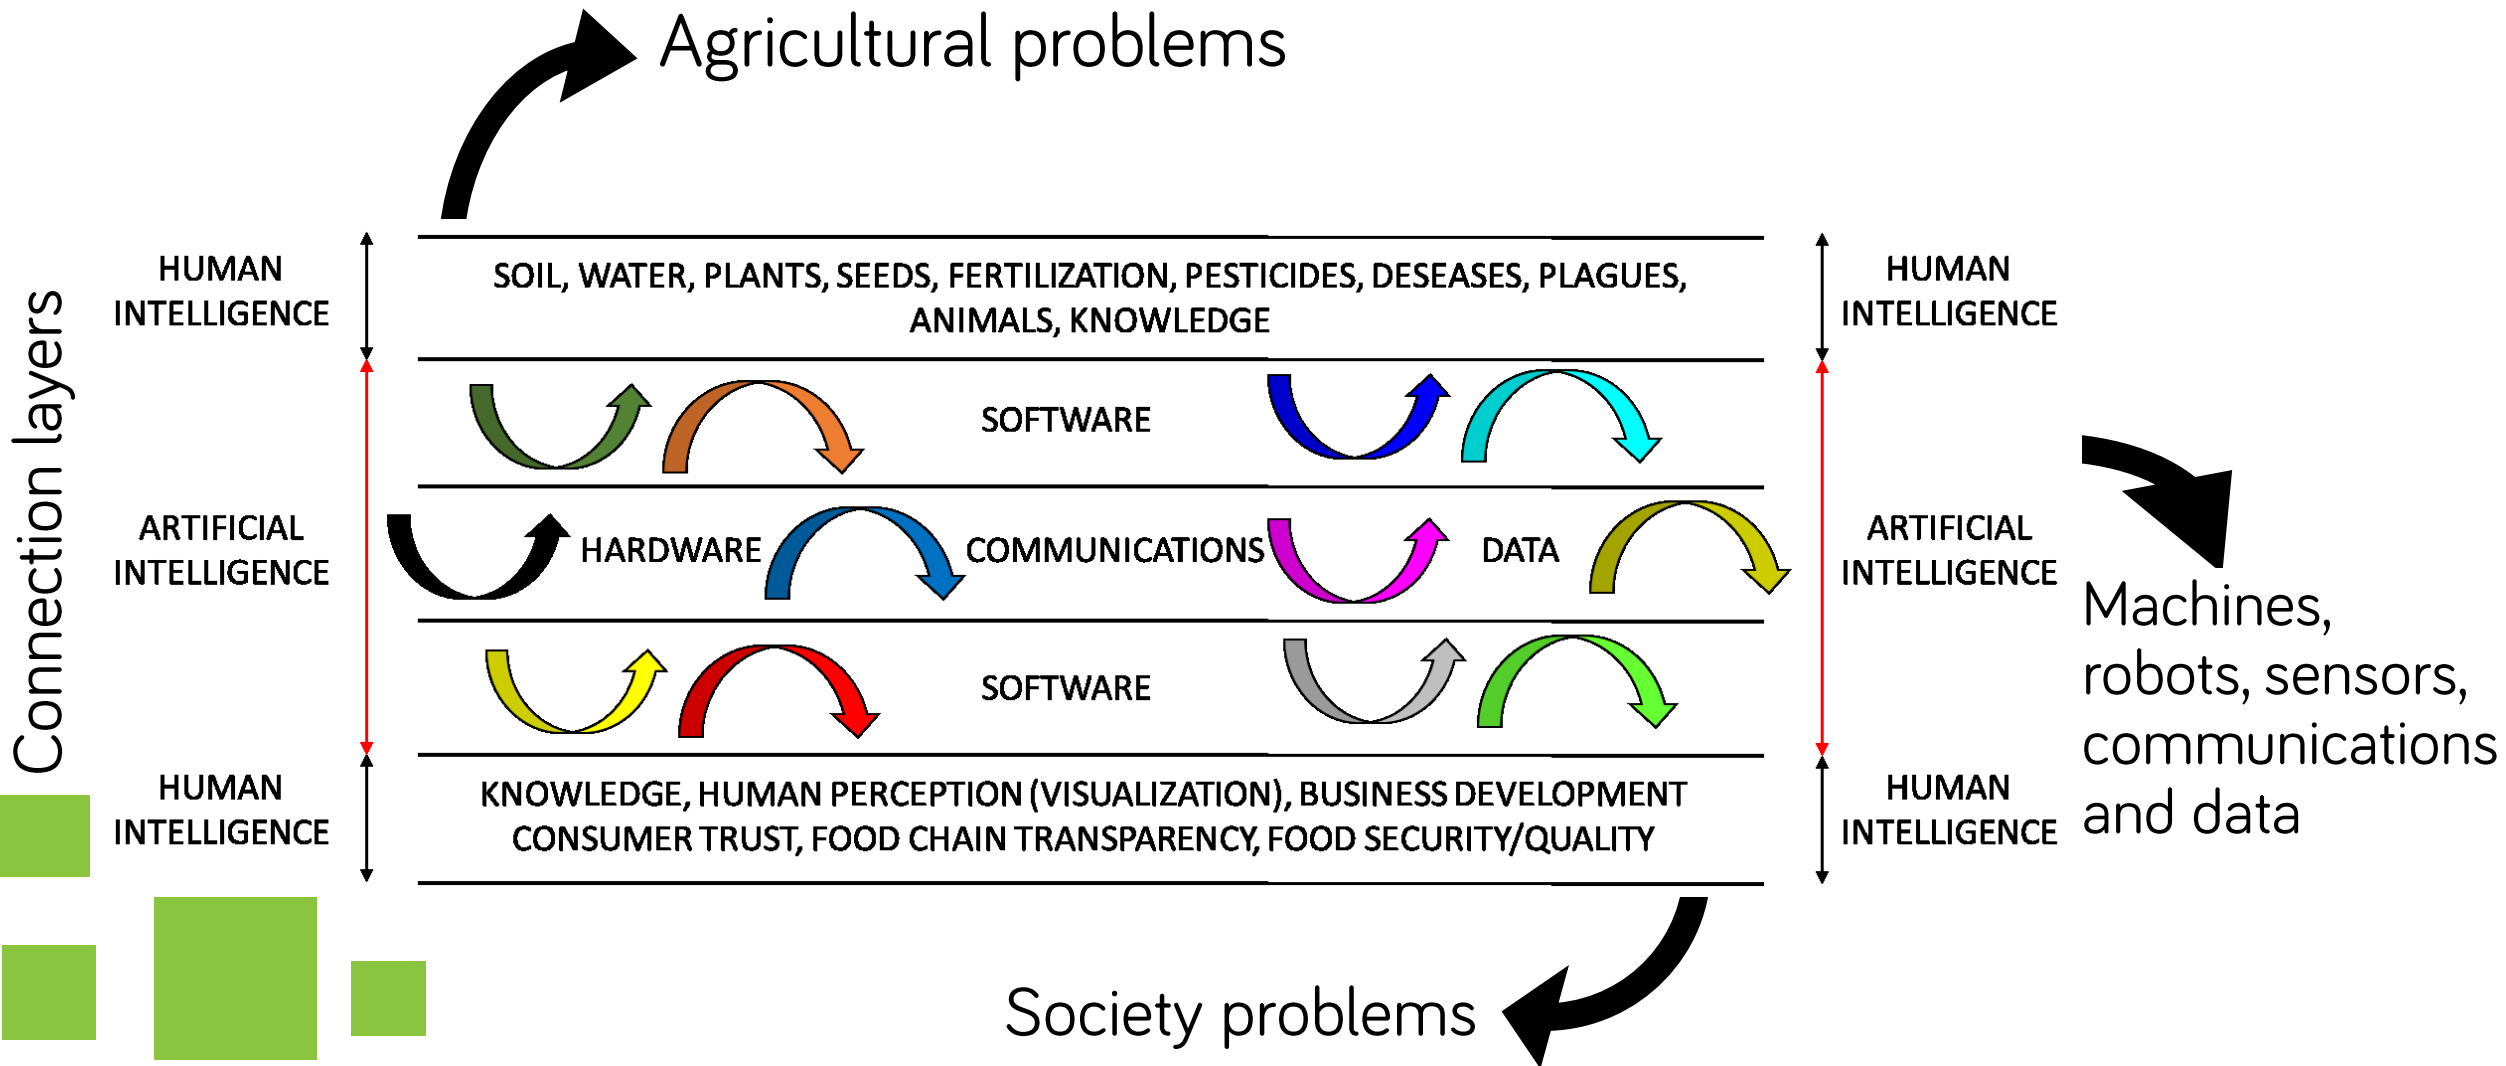 Agricultural problems
Connection layers
HUMAN
INTELLIGENCE
SOIL, WATER, PLANTS, SEEDS, FERTILIZATION, PESTICIDES, DESEASES, PLAGUES,
ANIMALS, KNOWLEDGE
HUMAN
INTELLIGENCE
SOFTWARE
ARTIFICIAL
INTELLIGENCE
HARDWARE
COMMUNICATIONS
DATA
ARTIFICIAL
INTELLIGENCE
SOFTWARE
Machines,
robots, sensors,
communications
and data
HUMAN
INTELLIGENCE
KNOWLEDGE, HUMAN PERCEPTION (VISUALIZATION), BUSINESS DEVELOPMENT
CONSUMER TRUST, FOOD CHAIN TRANSPARENCY, FOOD SECURITY/QUALITY
HUMAN
INTELLIGENCE
Society problems